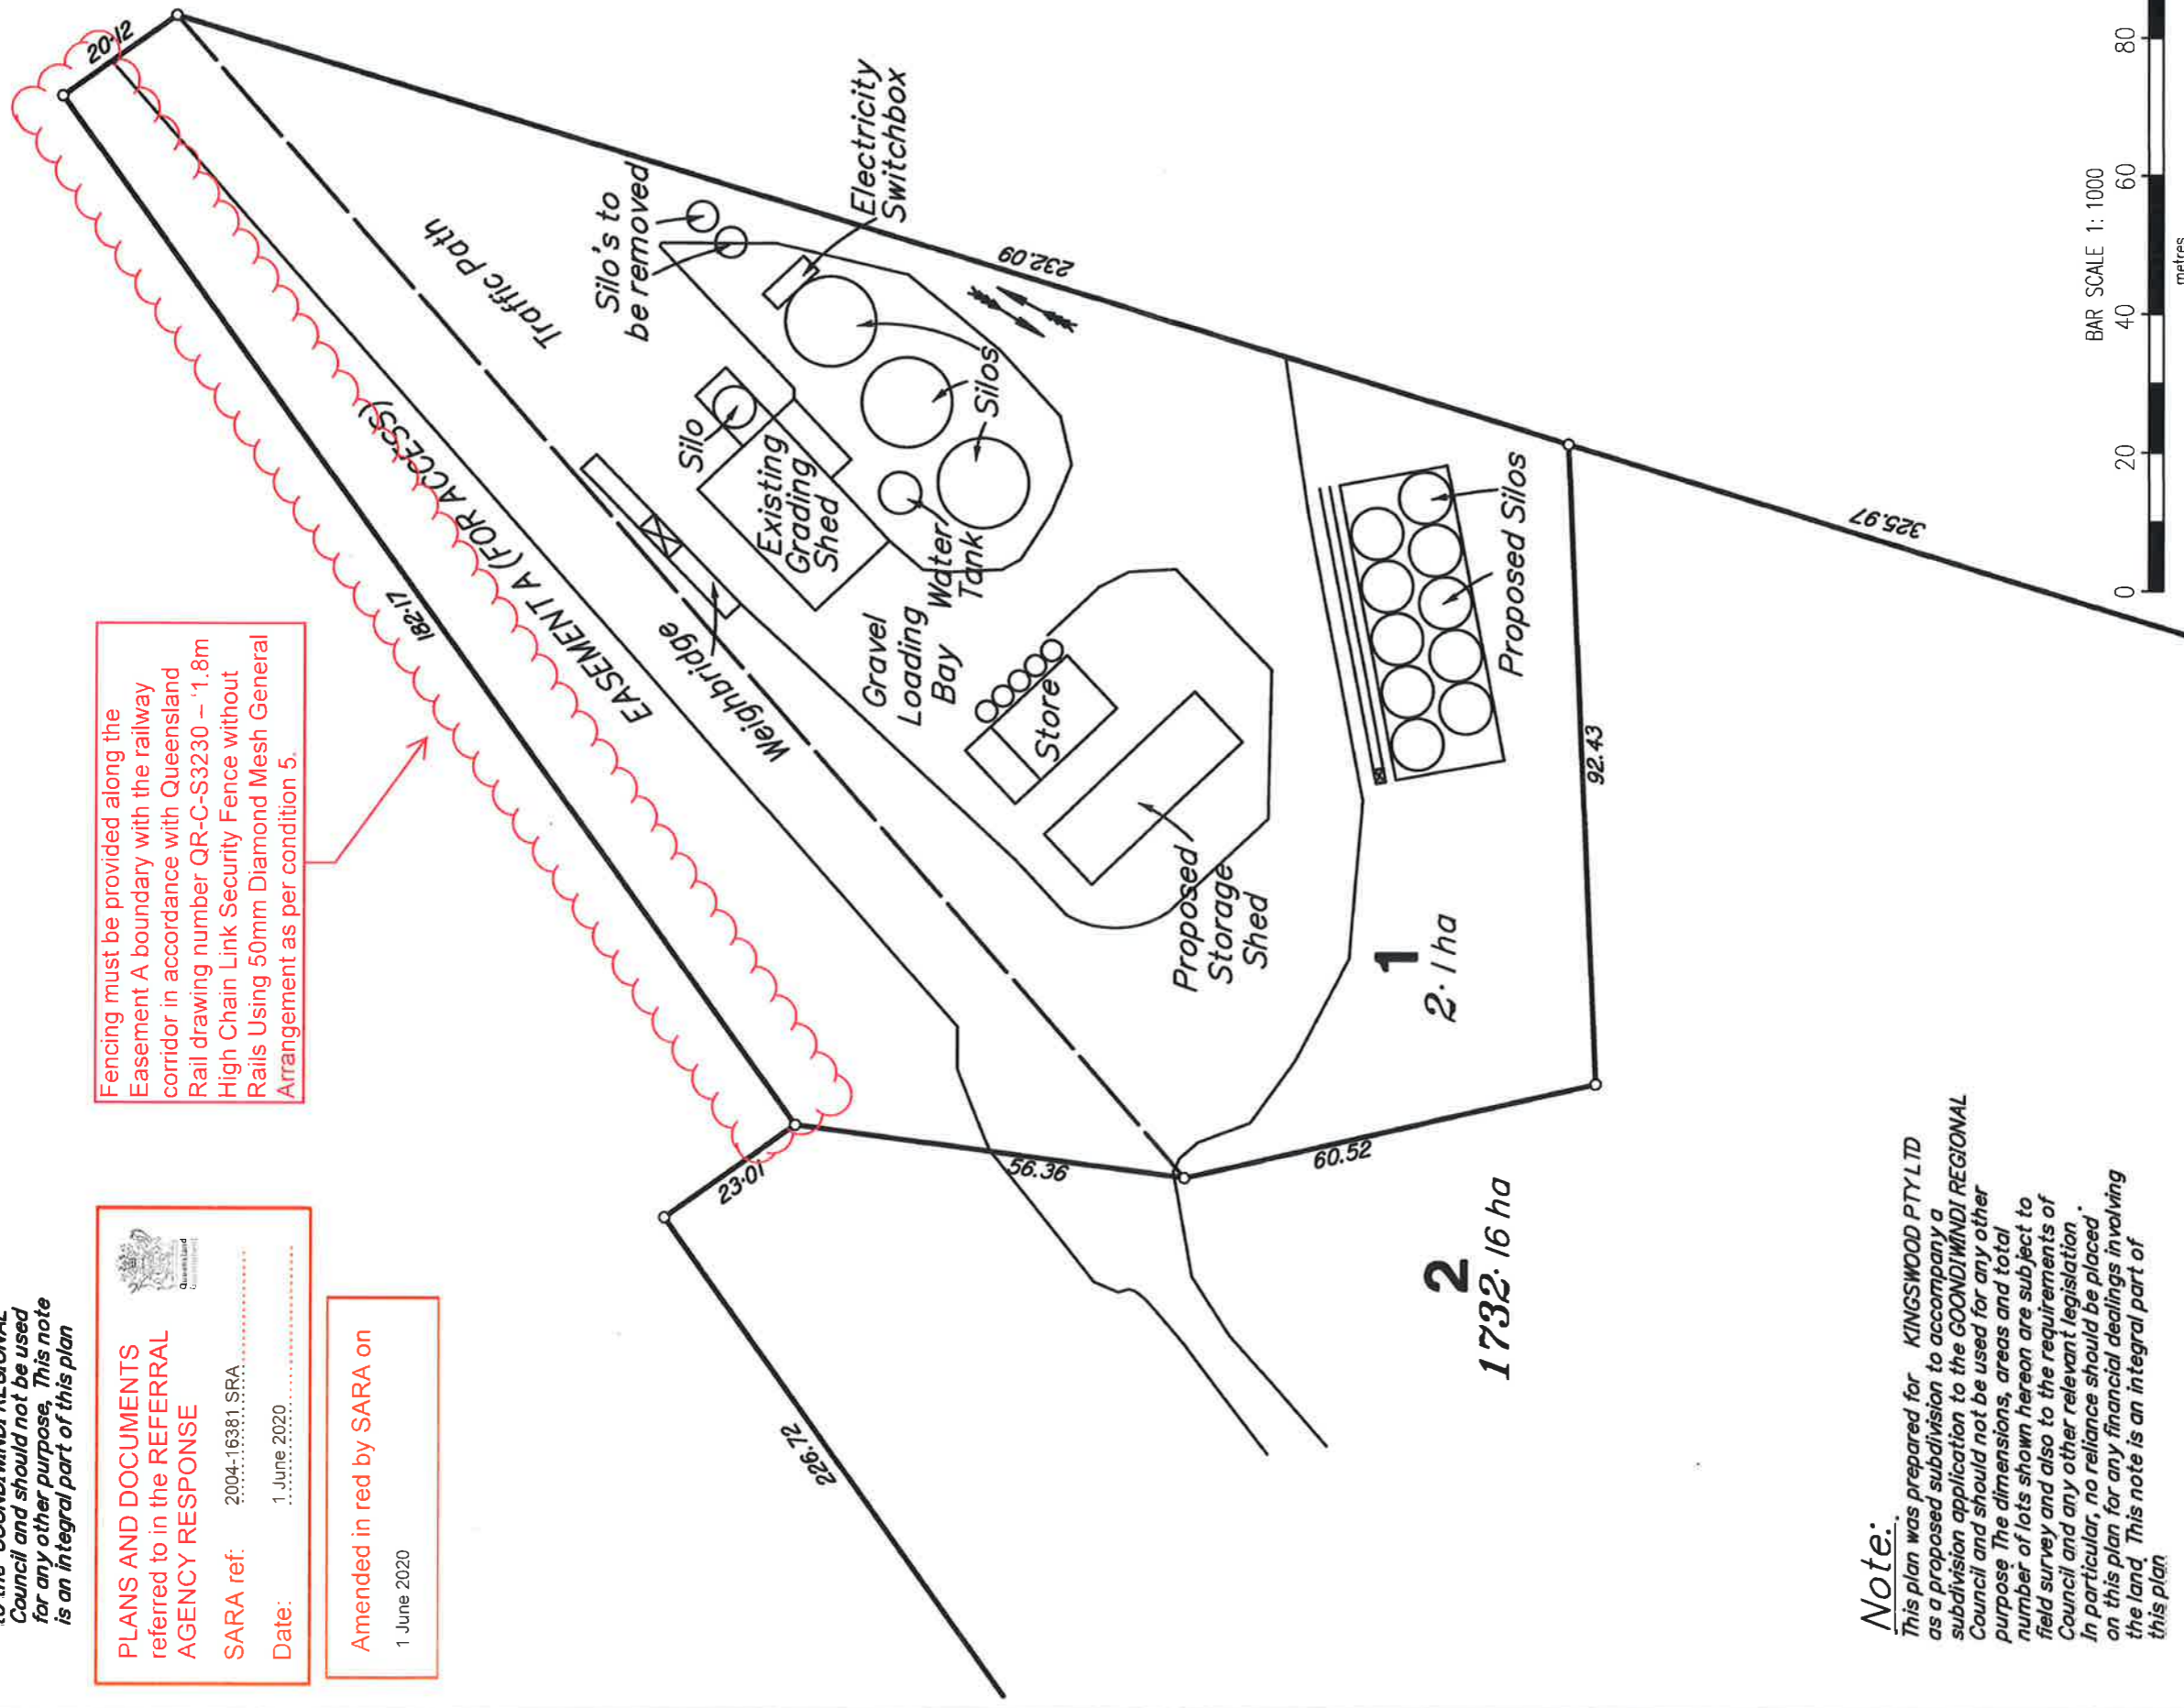 Council and should not be used
for any other purpose, This note
is an integral part of this plan
PLANS AND DOCUMENTS
referred to in the REFERRAL
AGENCY RESPONSE
Queensland
Government
SARA ref: 2004-16381 SRA
Date: 1 June 2020
Amended in red by SARA on
1 June 2020
Fencing must be provided along the
Easement A boundary with the railway
corridor in accordance with Queensland
Rail drawing number QR-C-S3230 – '1.8m
High Chain Link Security Fence without
Rails Using 50mm Diamond Mesh General
Arrangement as per condition 5.
20·12
182·17
EASEMENT A (FOR ACCESS)
Traffic Path
Silo's to
be removed
Electricity
Switchbox
232.09
Silo
Existing
Grading
Shed
Silos
Water
Tank
Weighbridge
Gravel
Loading
Bay
Store
Proposed
Storage
Shed
Proposed Silos
23·01
56.36
60.52
92.43
226.72
325.97
1
2·1ha
2
1732·16 ha
Note:
This plan was prepared for KINGSWOOD PTY LTD
as a proposed subdivision to accompany a
subdivision application to the GOONDIWINDI REGIONAL
Council and should not be used for any other
purpose The dimensions, areas and total
number of lots shown hereon are subject to
field survey and also to the requirements of
Council and any other relevant legislation .
In particular, no reliance should be placed
on this plan for any financial dealings involving
the land. This note is an integral part of
this plan
BAR SCALE 1: 1000
0 20 40 60 80
metres